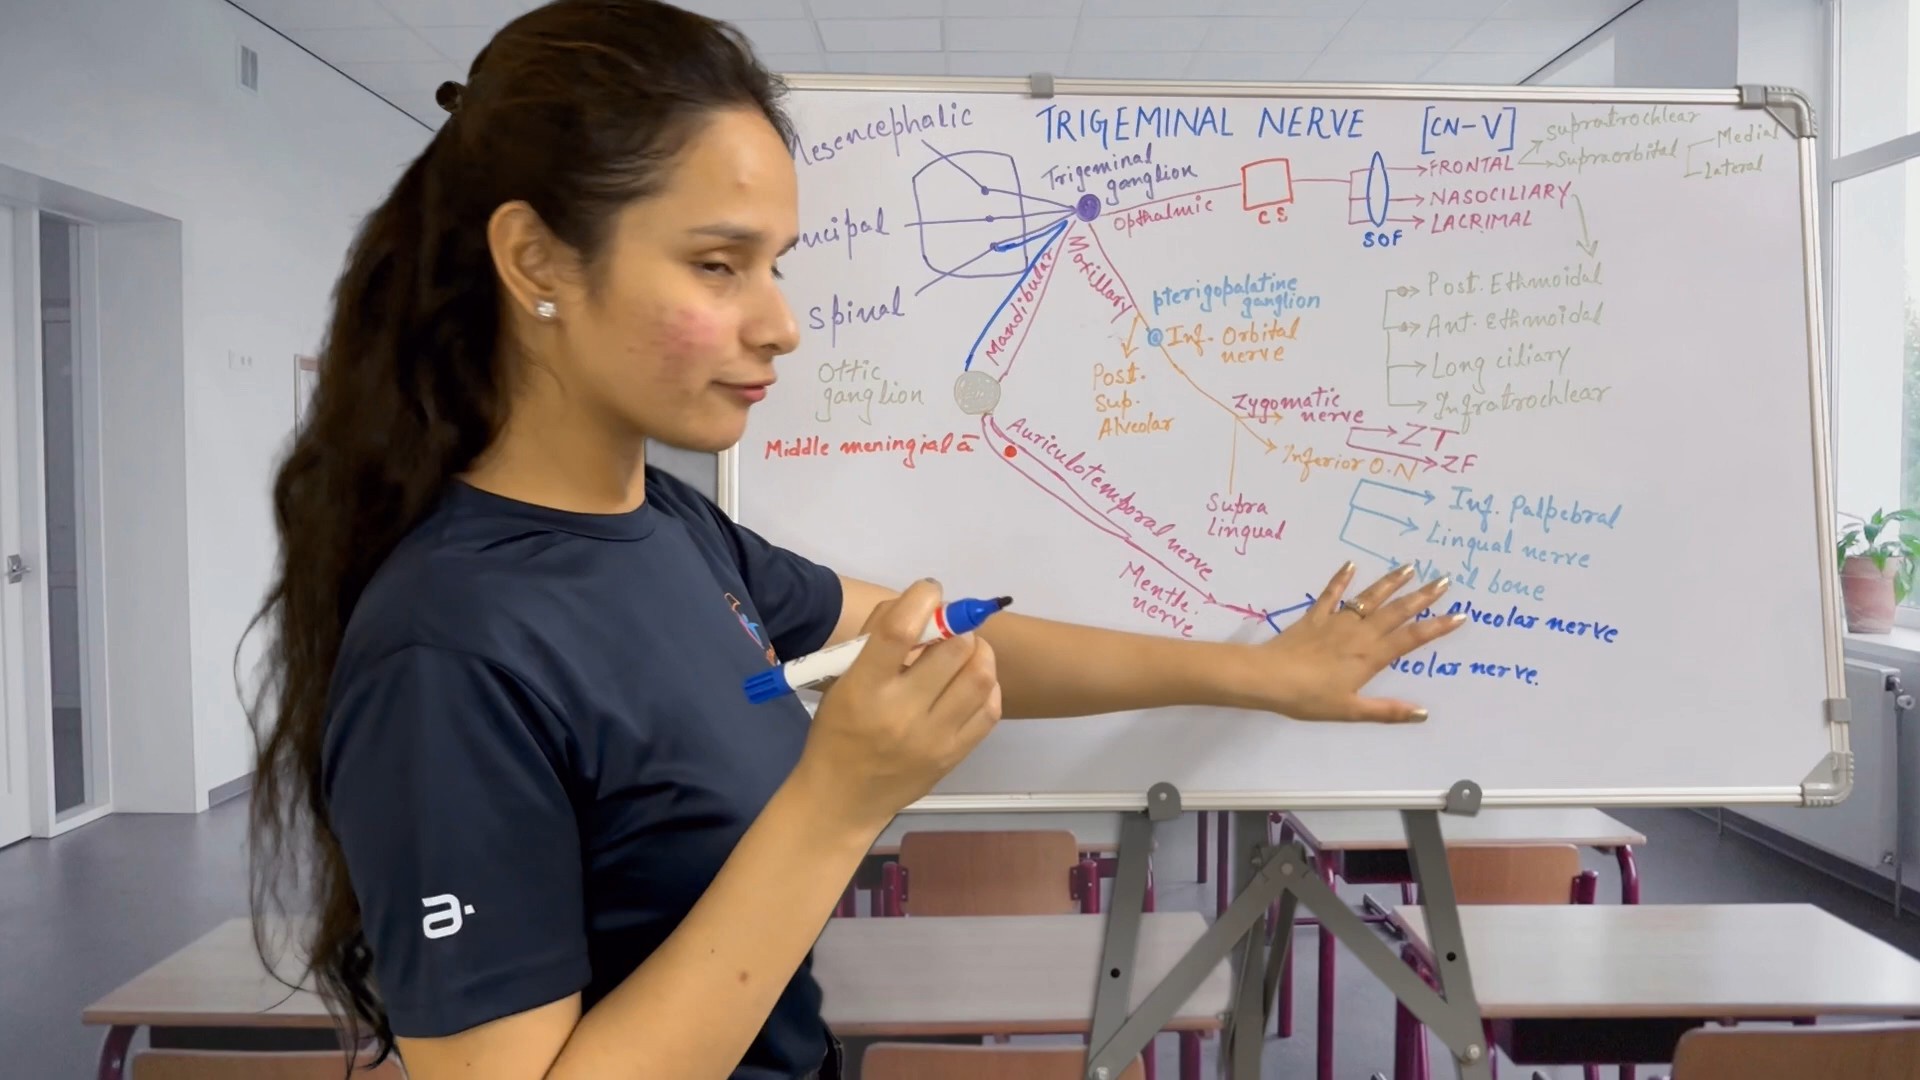 TRIGEMINAL NERVE [CN-V]
Mesencephalic
Trigeminal
ganglion
Spinal
Opthalmic
CS
SOF
FRONTAL
supratrochlear
Supraorbital
Medial
Lateral
NASOCILIARY
LACRIMAL
Post. Ethmoidal
Ant. Ethmoidal
Long ciliary
Infratrochlear
Mandibular
Maxillary
pterigopalatine
ganglion
Inf. Orbital
nerve
Post.
Sup.
Alveolar
Zygomatic
nerve
ZT
ZF
Inferior O.N
Supra
lingual
Inf. Palpebral
Lingual nerve
Nasal bone
Ottic
ganglion
Middle meningial ā
Auriculotemporal nerve
Mentle.
nerve
Alveolar nerve
nerve.
a.